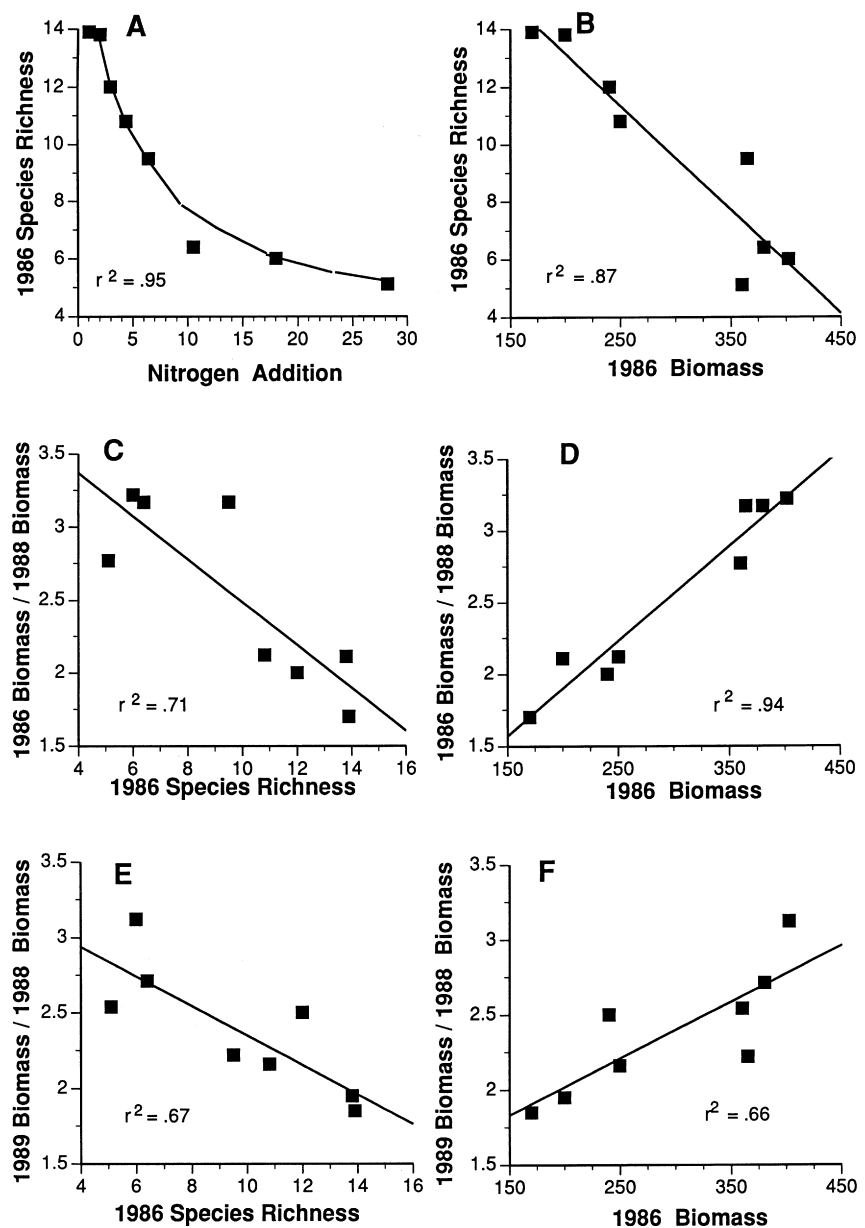 A
1986 Species Richness
14
12
10
8
6
4
r 2 = .95
0 5 10 15 20 25 30
Nitrogen Addition
B
1986 Species Richness
14
12
10
8
6
4
r 2 = .87
150 250 350 450
1986 Biomass
C
1986 Biomass / 1988 Biomass
3.5
3
2.5
2
1.5
r 2 = .71
4 6 8 10 12 14 16
1986 Species Richness
D
1986 Biomass / 1988 Biomass
3.5
3
2.5
2
1.5
r 2 = .94
150 250 350 450
1986 Biomass
E
1989 Biomass / 1988 Biomass
3.5
3
2.5
2
1.5
r 2 = .67
4 6 8 10 12 14 16
1986 Species Richness
F
1989 Biomass / 1988 Biomass
3.5
3
2.5
2
1.5
r 2 = .66
150 250 350 450
1986 Biomass